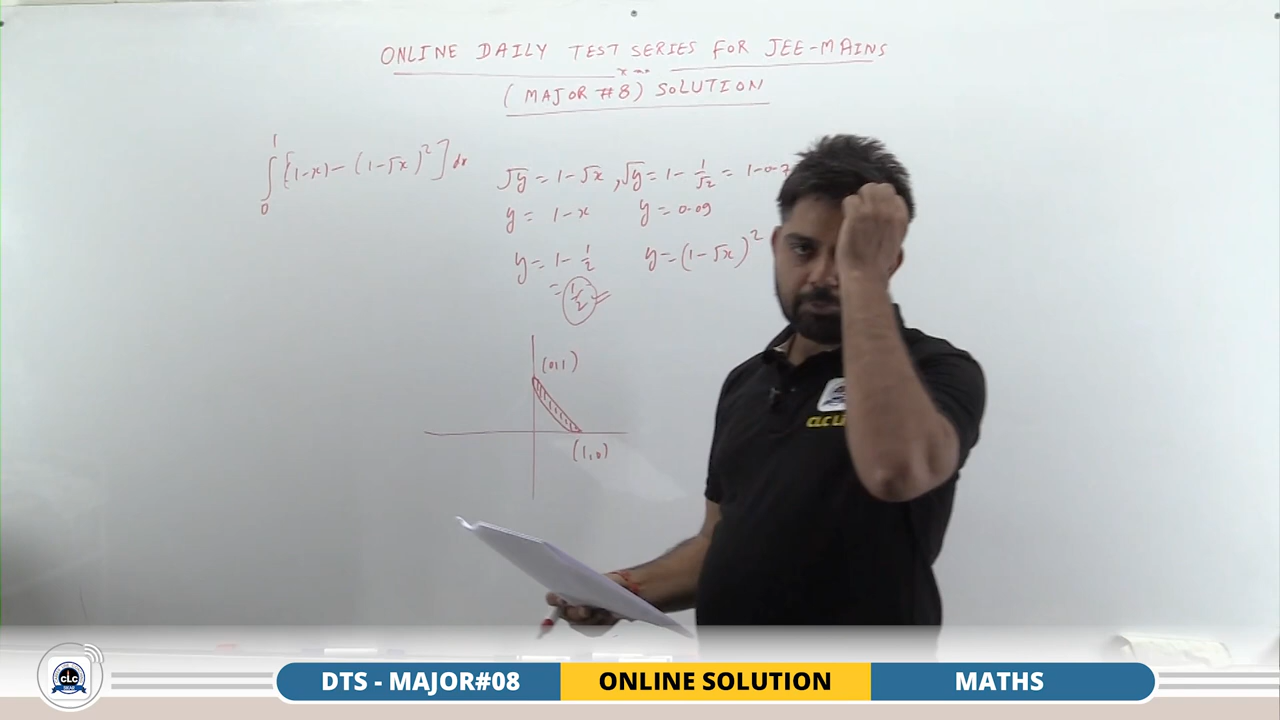 ONLINE DAILY TEST SERIES FOR JEE-MAINS
(MAJOR #8) SOLUTION
∫₀¹ [(1-x) - (1-√x)²] dx
√y = 1-√x , √y = 1 - 1/√2 = 1-0.7
y = 1-x y = 0.09
y = 1 - 1/2 y = (1-√x)²
= 1/2
(0,1)
(1,0)
CLC
CLC
DTS - MAJOR#08 ONLINE SOLUTION MATHS